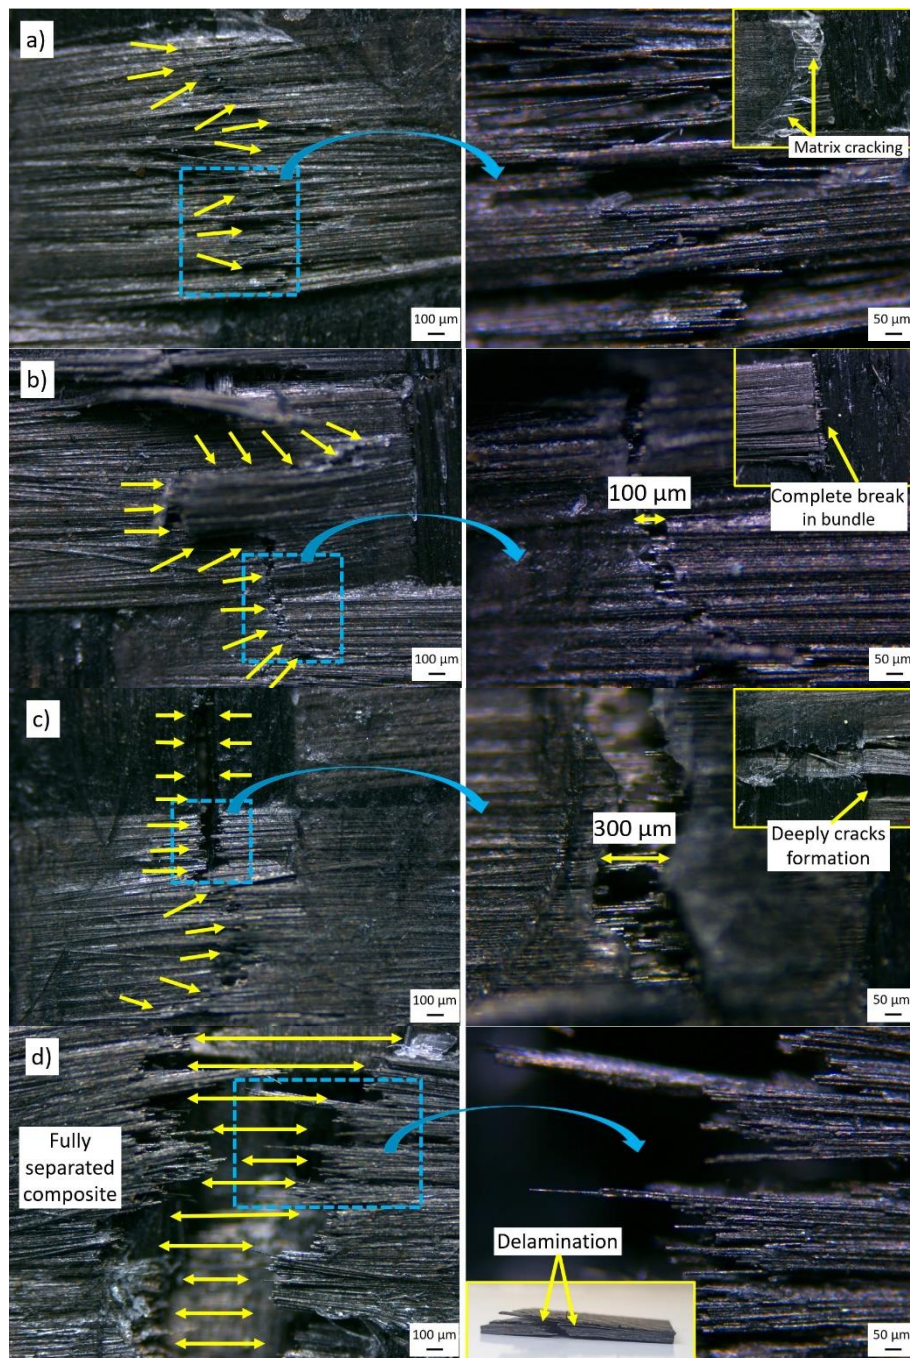 a)
Matrix cracking
100 µm
50 µm
b)
100 µm
Complete break
in bundle
100 µm
50 µm
c)
300 µm
Deeply cracks
formation
100 µm
50 µm
d)
Fully
separated
composite
Delamination
100 µm
50 µm